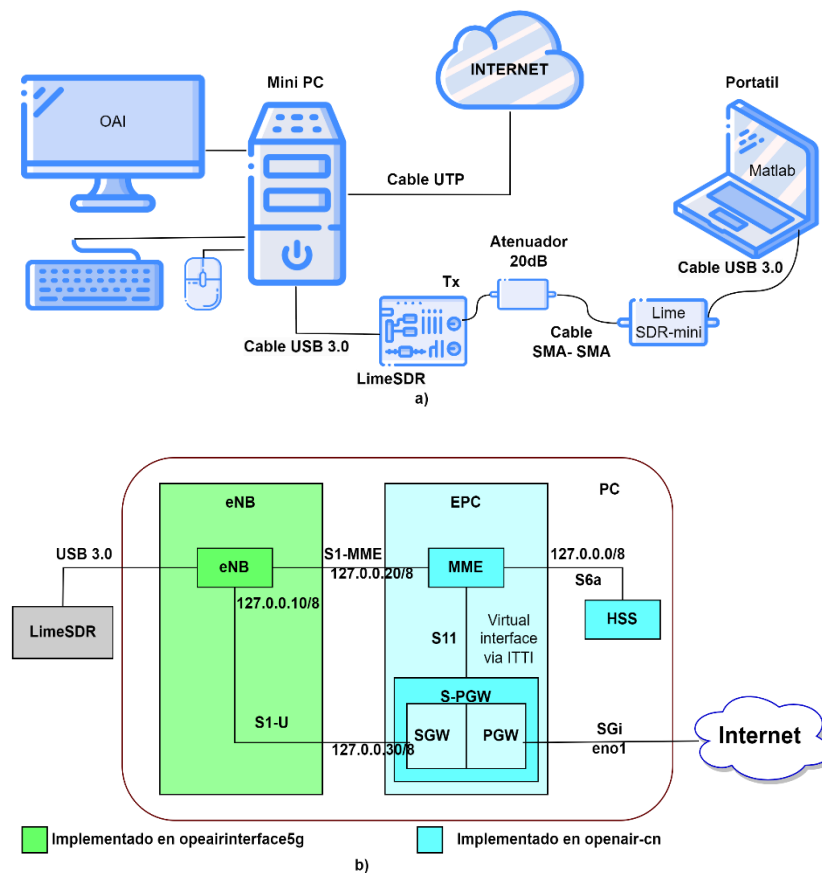 INTERNET
Mini PC
Portatil
OAI
Matlab
Cable UTP
Atenuador
20dB
Cable USB 3.0
Tx
Lime
SDR-mini
Cable
SMA- SMA
Cable USB 3.0
LimeSDR
a)
eNB
EPC
PC
USB 3.0
S1-MME
127.0.0.0/8
eNB
127.0.0.20/8
MME
S6a
127.0.0.10/8
HSS
LimeSDR
S11
Virtual
interface
via ITTI
S-PGW
S1-U
SGW
PGW
SGi
127.0.0.30/8
eno1
Internet
Implementado en opeairinterface5g
Implementado en openair-cn
b)